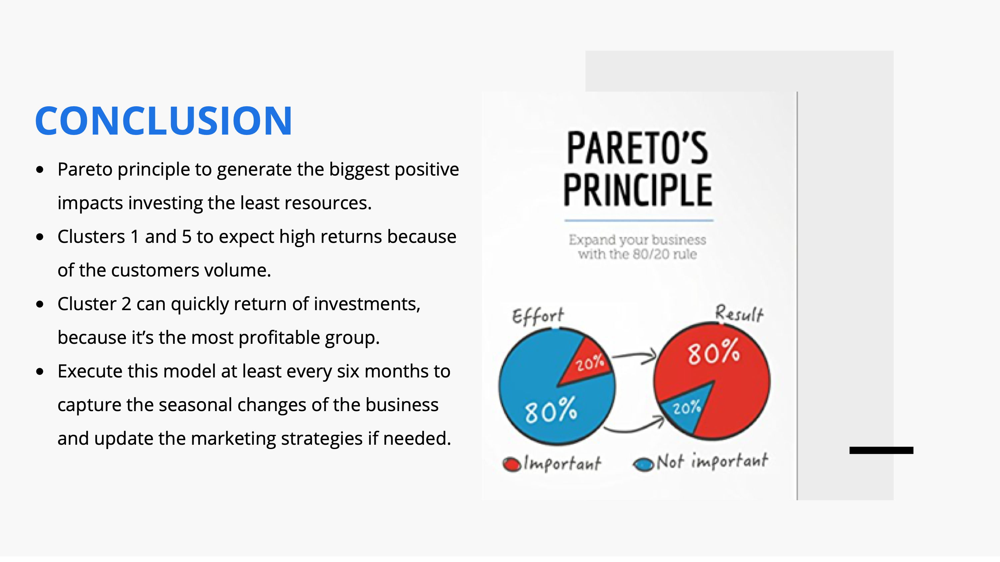 CONCLUSION
● Pareto principle to generate the biggest positive
impacts investing the least resources.
● Clusters 1 and 5 to expect high returns because
of the customers volume.
● Cluster 2 can quickly return of investments,
because it’s the most profitable group.
● Execute this model at least every six months to
capture the seasonal changes of the business
and update the marketing strategies if needed.
PARETO’S
PRINCIPLE
Expand your business
with the 80/20 rule
Effort
Result
20%
80%
80%
20%
Important
Not important